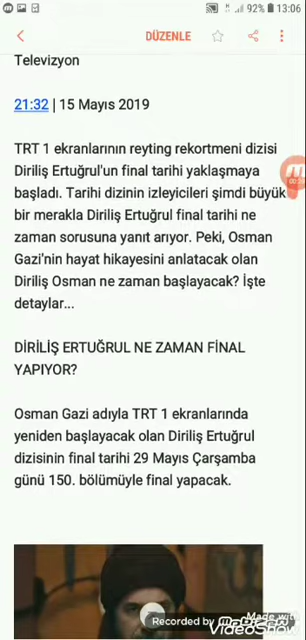 92% 13:06
DÜZENLE
Televizyon
21:32 | 15 Mayıs 2019
TRT 1 ekranlarının reyting rekortmeni dizisi
Diriliş Ertuğrul'un final tarihi yaklaşmaya
başladı. Tarihi dizinin izleyicileri şimdi büyük
bir merakla Diriliş Ertuğrul final tarihi ne
zaman sorusuna yanıt arıyor. Peki, Osman
Gazi'nin hayat hikayesini anlatacak olan
Diriliş Osman ne zaman başlayacak? İşte
detaylar...
DİRİLİŞ ERTUĞRUL NE ZAMAN FİNAL
YAPIYOR?
Osman Gazi adıyla TRT 1 ekranlarında
yeniden başlayacak olan Diriliş Ertuğrul
dizisinin final tarihi 29 Mayıs Çarşamba
günü 150. bölümüyle final yapacak.
Made with
Recorded by
VideoShow